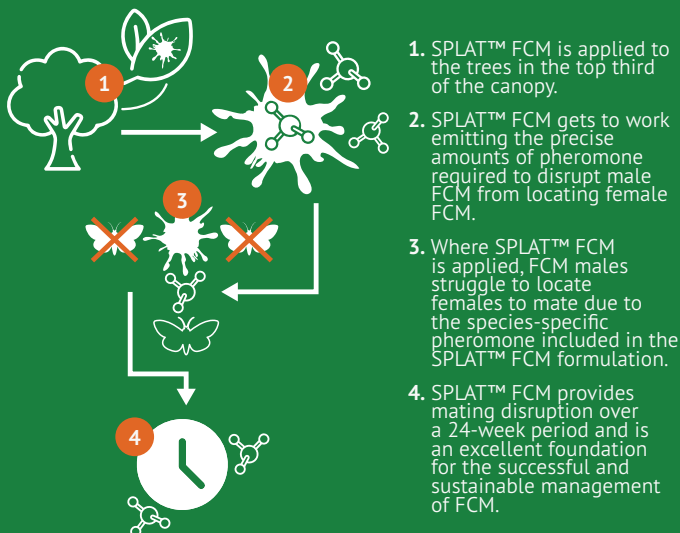 1
2
3
4
1. SPLAT™ FCM is applied to
the trees in the top third
of the canopy.
2. SPLAT™ FCM gets to work
emitting the precise
amounts of pheromone
required to disrupt male
FCM from locating female
FCM.
3. Where SPLAT™ FCM
is applied, FCM males
struggle to locate
females to mate due to
the species-specific
pheromone included in the
SPLAT™ FCM formulation.
4. SPLAT™ FCM provides
mating disruption over
a 24-week period and is
an excellent foundation
for the successful and
sustainable management
of FCM.